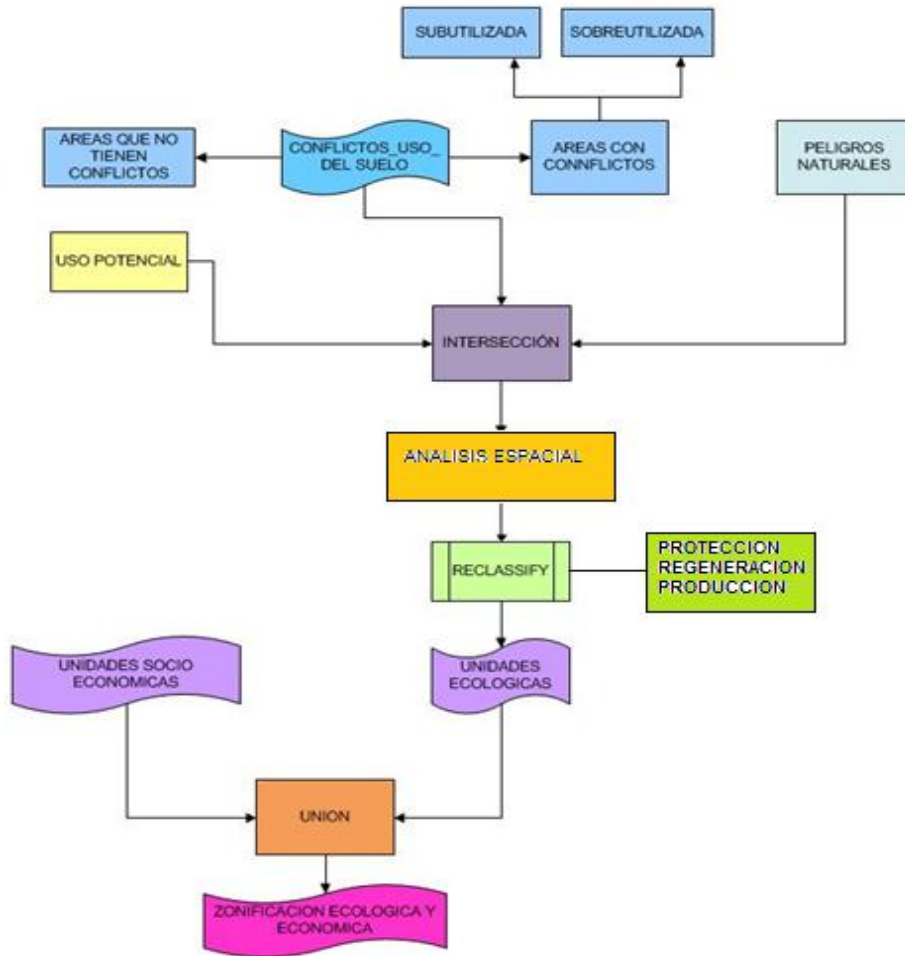 SUBUTILIZADA
SOBREUTILIZADA
AREAS QUE NO
TIENEN
CONFLICTOS
CONFLICTOS_USO_
DEL SUELO
AREAS CON
CONNFLICTOS
PELIGROS
NATURALES
USO POTENCIAL
INTERSECCIÓN
ANALISIS ESPACIAL
RECLASSIFY
PROTECCION
REGENERACION
PRODUCCION
UNIDADES SOCIO
ECONOMICAS
UNIDADES
ECOLOGICAS
UNION
ZONIFICACION ECOLOGICA Y
ECONOMICA